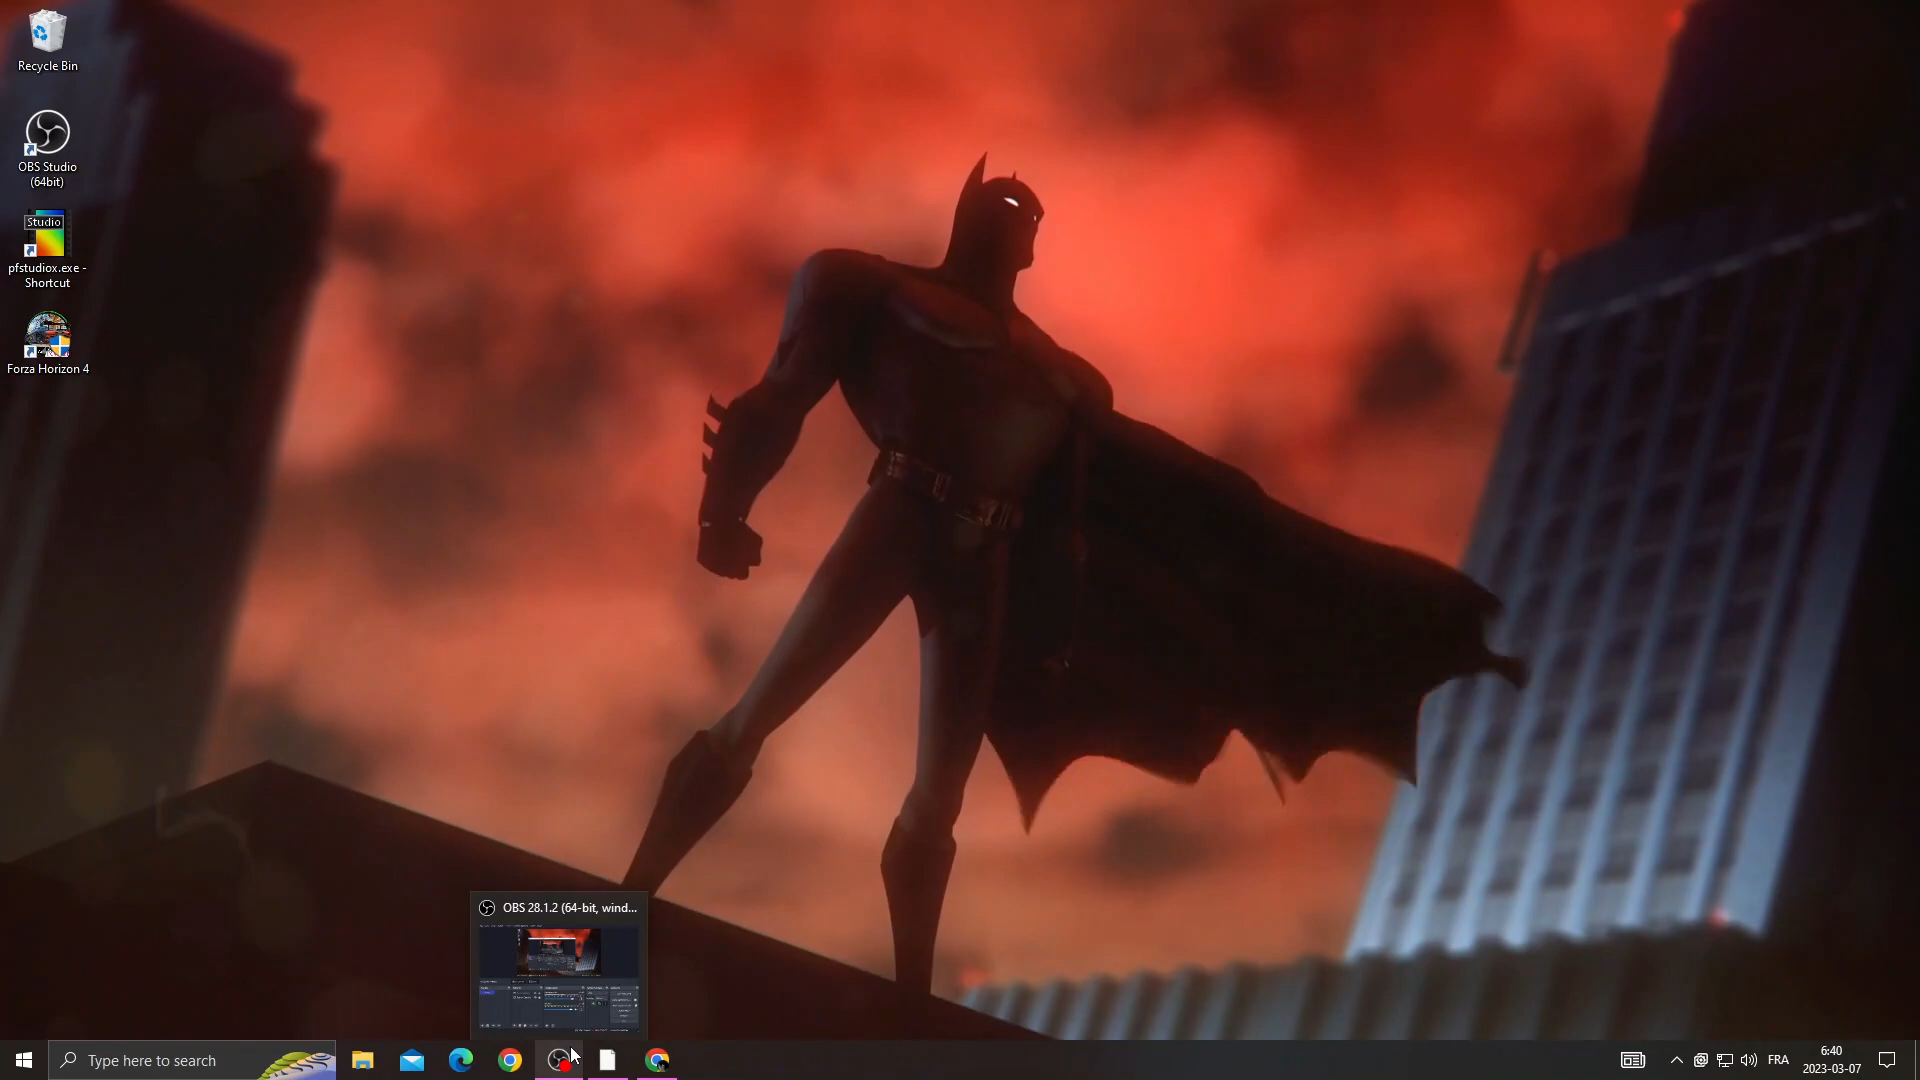 Recycle Bin
OBS Studio
(64bit)
Studio
pfstudiox.exe -
Shortcut
Forza Horizon 4
OBS 28.1.2 (64-bit, wind...
Type here to search
FRA
6:40
2023-03-07